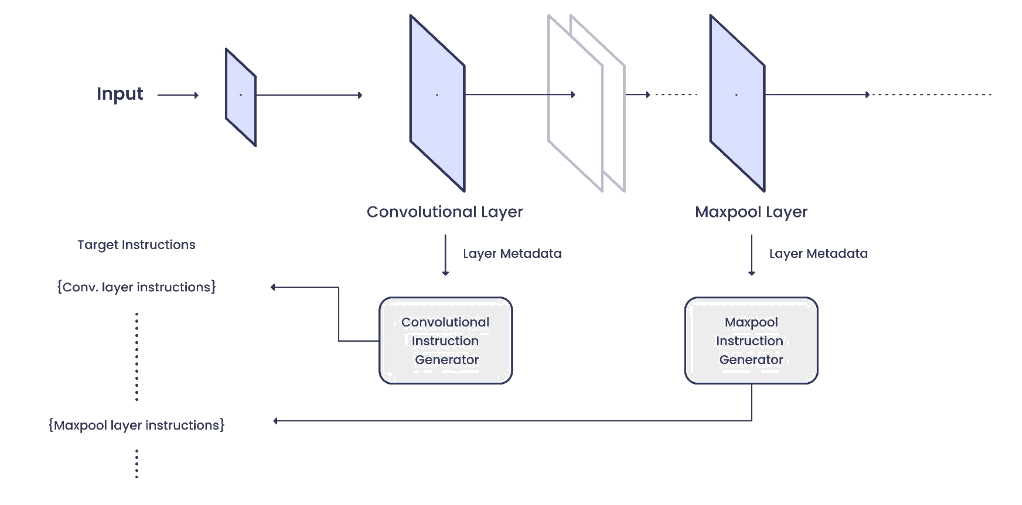 Input
Convolutional Layer
Maxpool Layer
Target Instructions
Layer Metadata
Layer Metadata
{Conv. layer instructions}
Convolutional
Instruction
Generator
Maxpool
Instruction
Generator
{Maxpool layer instructions}